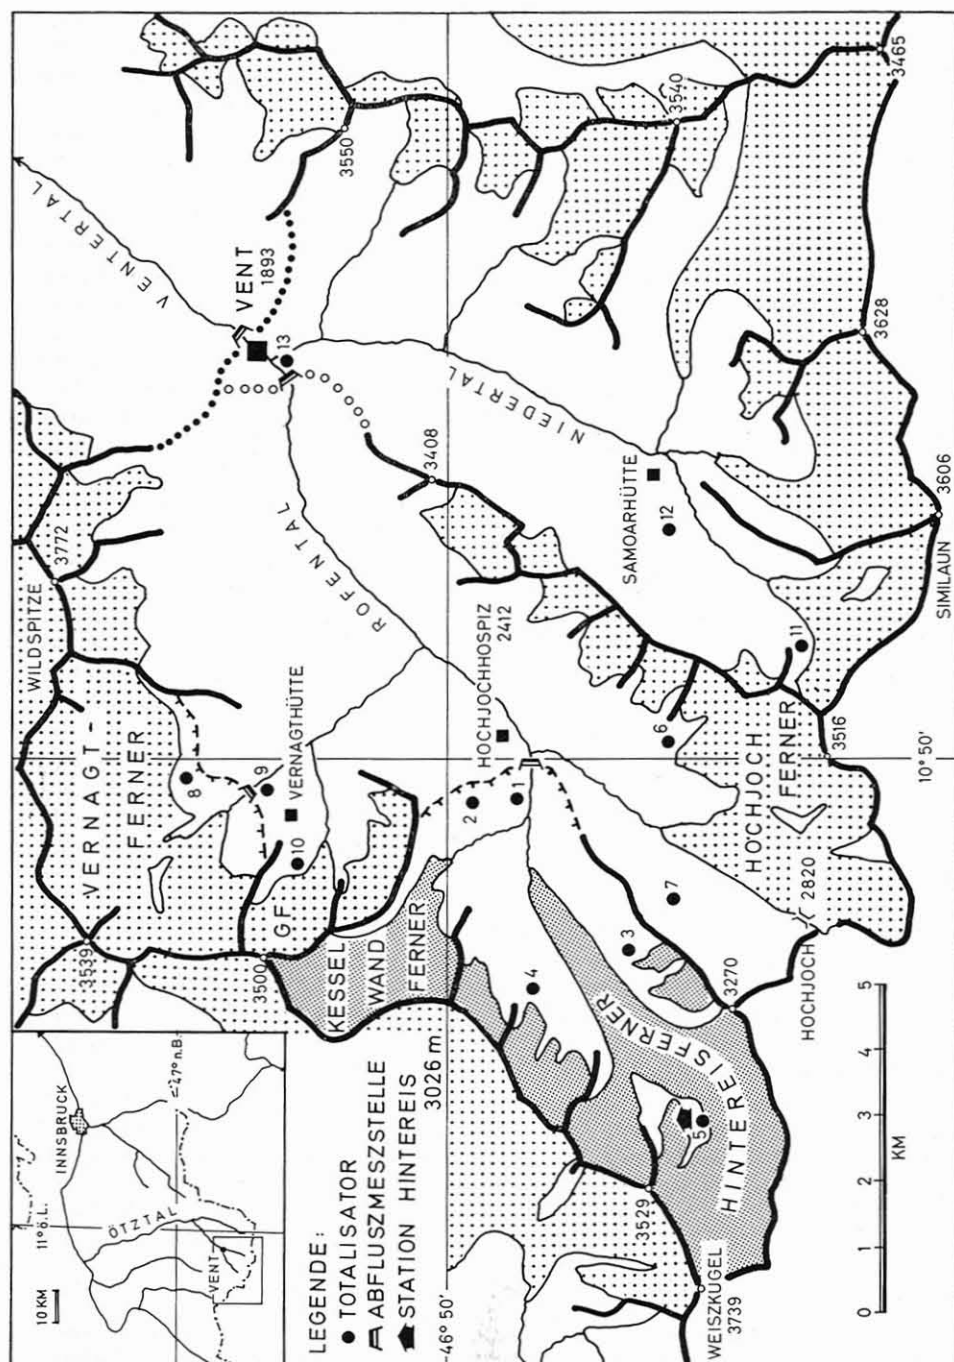 10 KM
11° ö.L.
INNSBRUCK
ÖTZTAL
47° n.B.
VENT
LEGENDE:
TOTALISATOR
ABFLUSZMESZSTELLE
STATION HINTEREIS
3026 m
46° 50'
WEISZKUGEL
3739
3529
HINTEREISFERNER
5
4
3
3270
7
0 1 2 3 4 5
KM
HOCHJOCH
2820
KESSEL
WAND
FERNER
GF
3500
3539
VERNAGT-
FERNER
8
9
10
VERNAGTHÜTTE
HOCHJOCHHOSPIZ
2412
2
1
6
HOCHJOCH
FERNER
10° 50'
3516
11
WILDSPITZE
3772
ROFENTAL
3408
SAMOARHÜTTE
12
SIMILAUN
3606
NIEDERTAL
13
VENT
1893
VENTERTAL
3550
3540
3628
3465